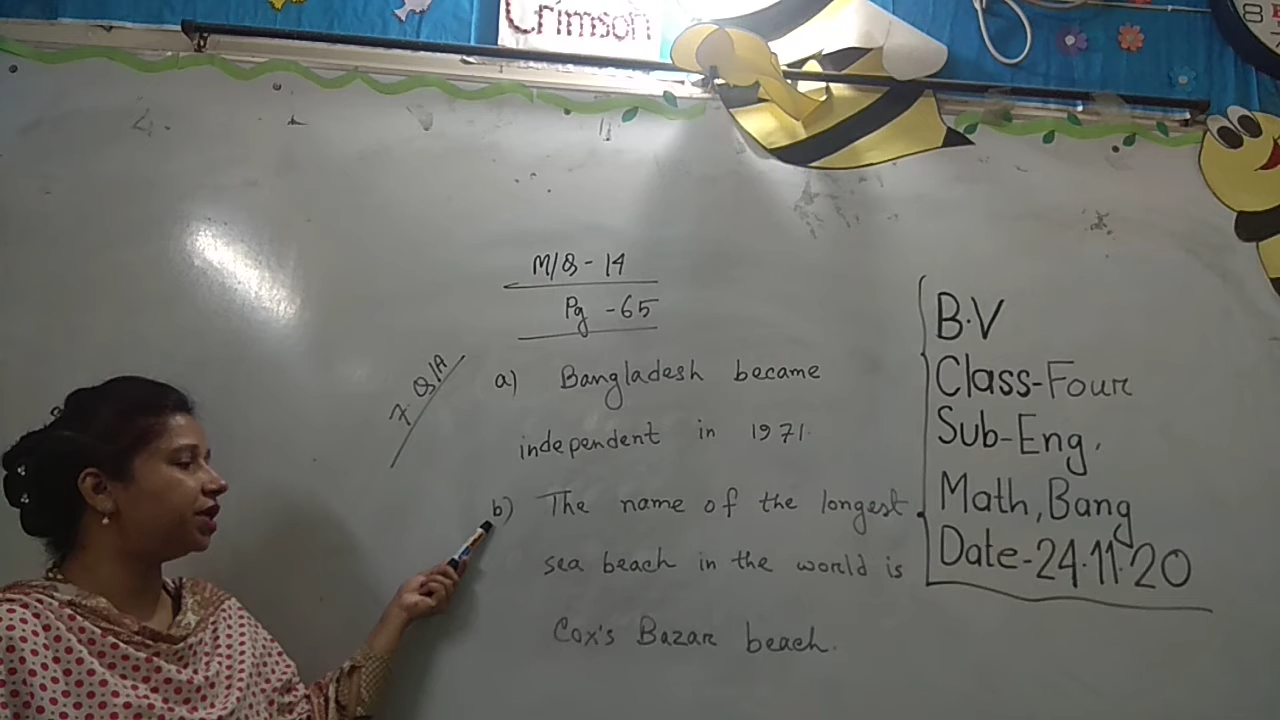 Crimson
M/Q - 14
Pg - 65
7. Q/A
a) Bangladesh became
independent in 1971.
b) The name of the longest
sea beach in the world is
Cox's Bazar beach.
B.V
Class-Four
Sub-Eng,
Math, Bang
Date-24.11.20
8